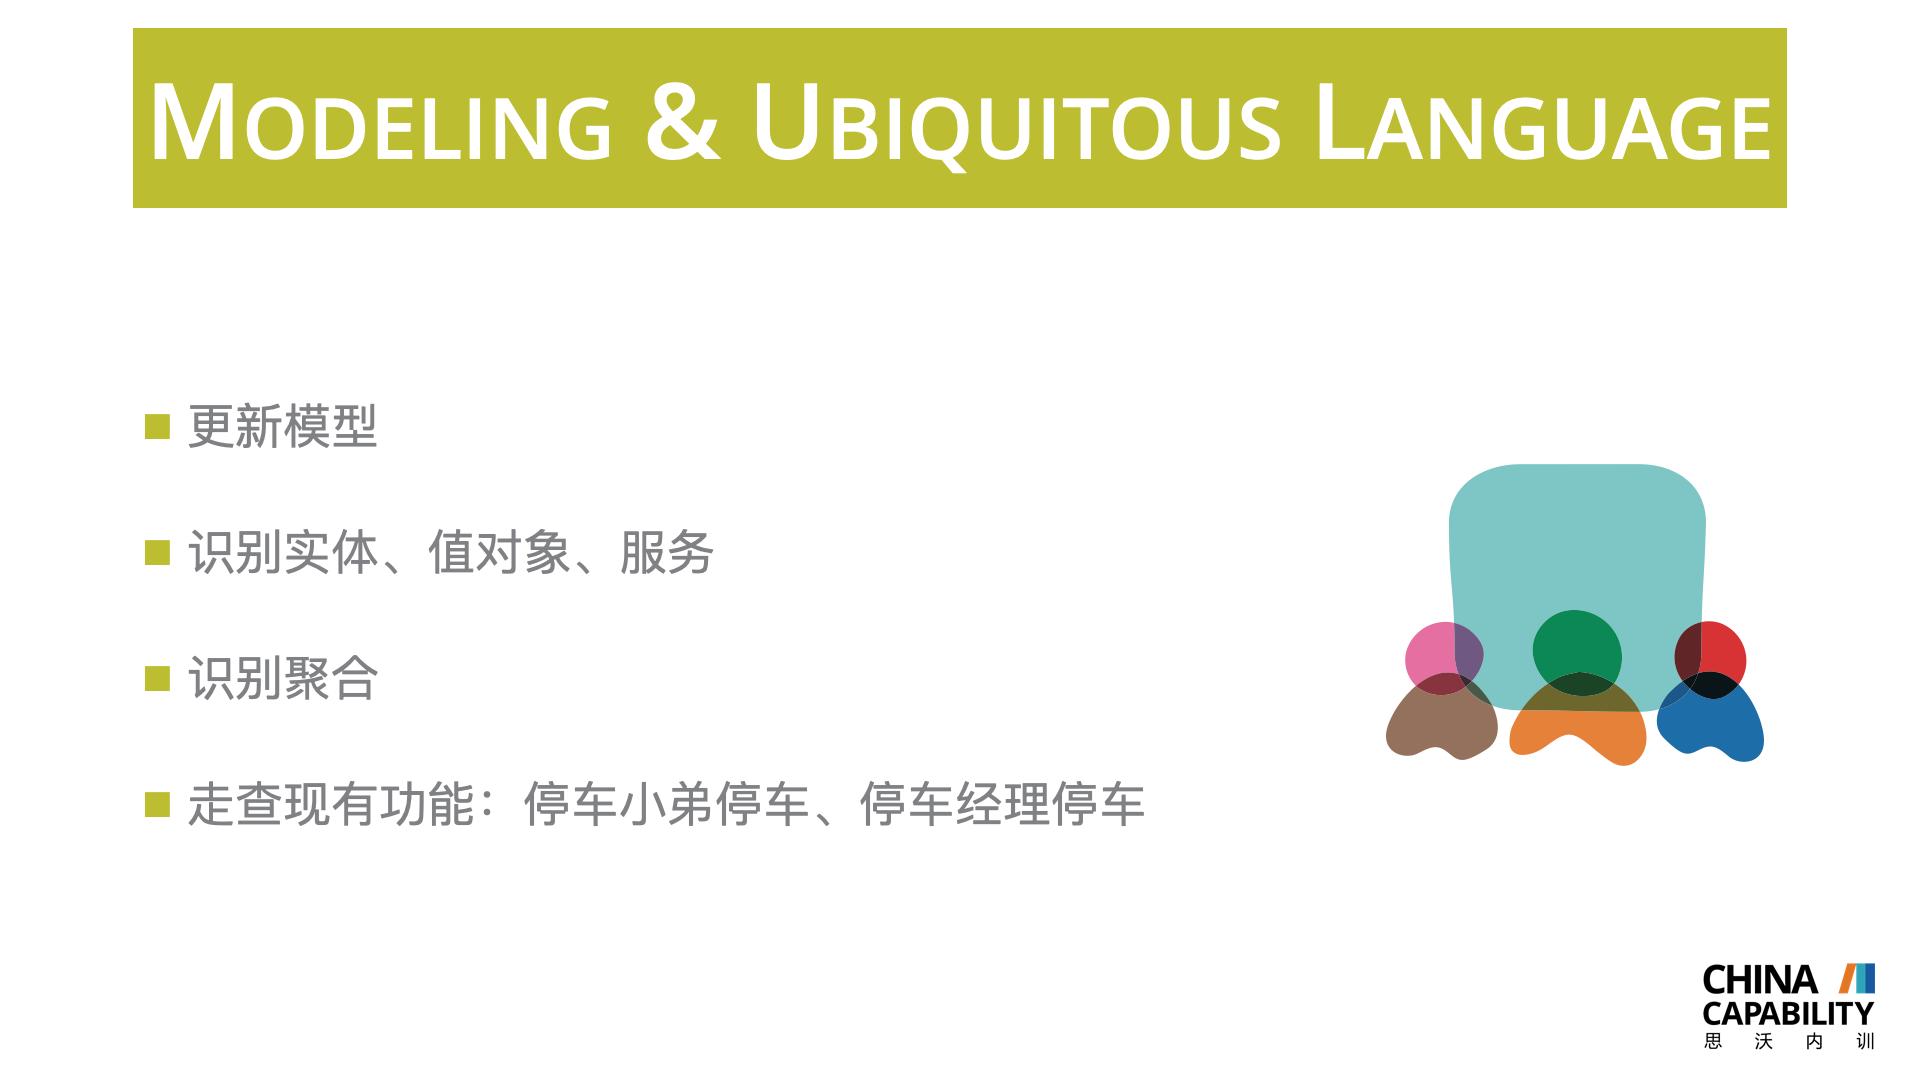 MODELING & UBIQUITOUS LANGUAGE
更新模型
识别实体、值对象、服务
识别聚合
走查现有功能：停车小弟停车、停车经理停车
CHINA
CAPABILITY
思沃内训